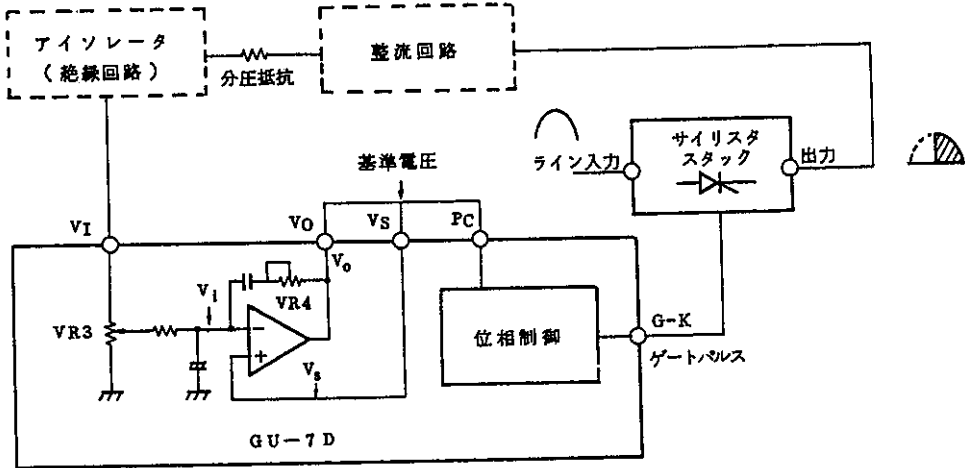 アイソレータ
(絶縁回路)
分圧抵抗
整流回路
サイリスタ
スタック
ライン入力
出力
基準電圧
VI
VO
VS
PC
Vo
Vi
VR4
VR3
Vs
位相制御
G-K
ゲートパルス
GU-7D